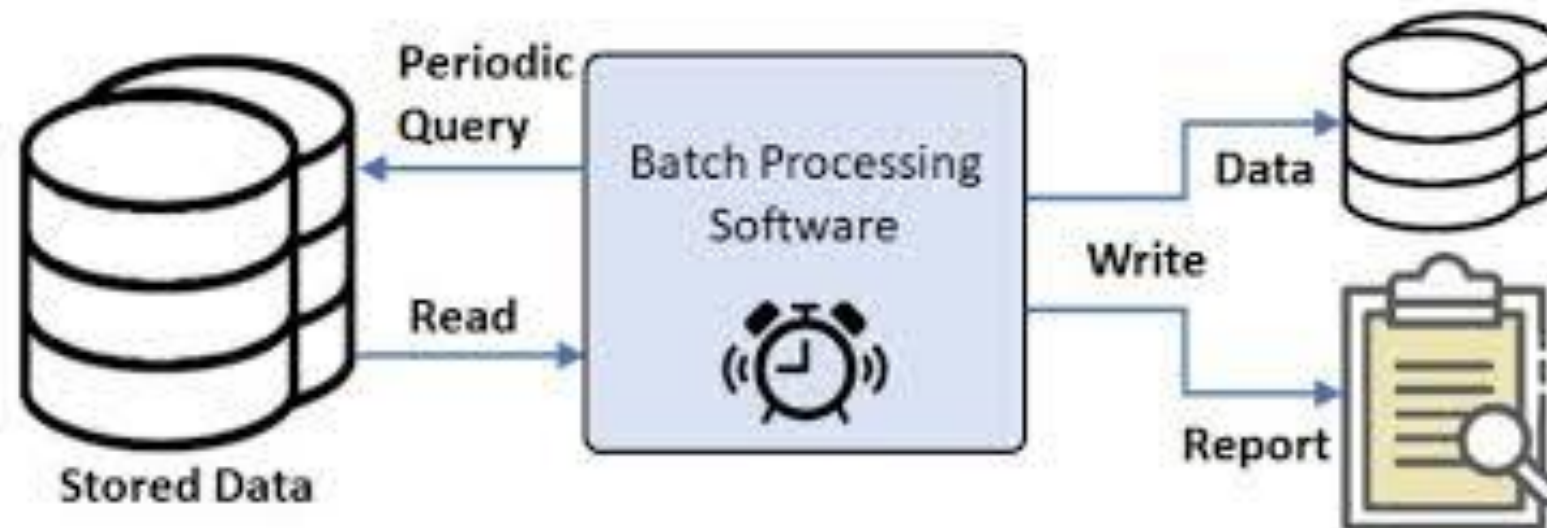 Periodic
Query
Batch Processing
Software
Data
Write
Read
Report
Stored Data